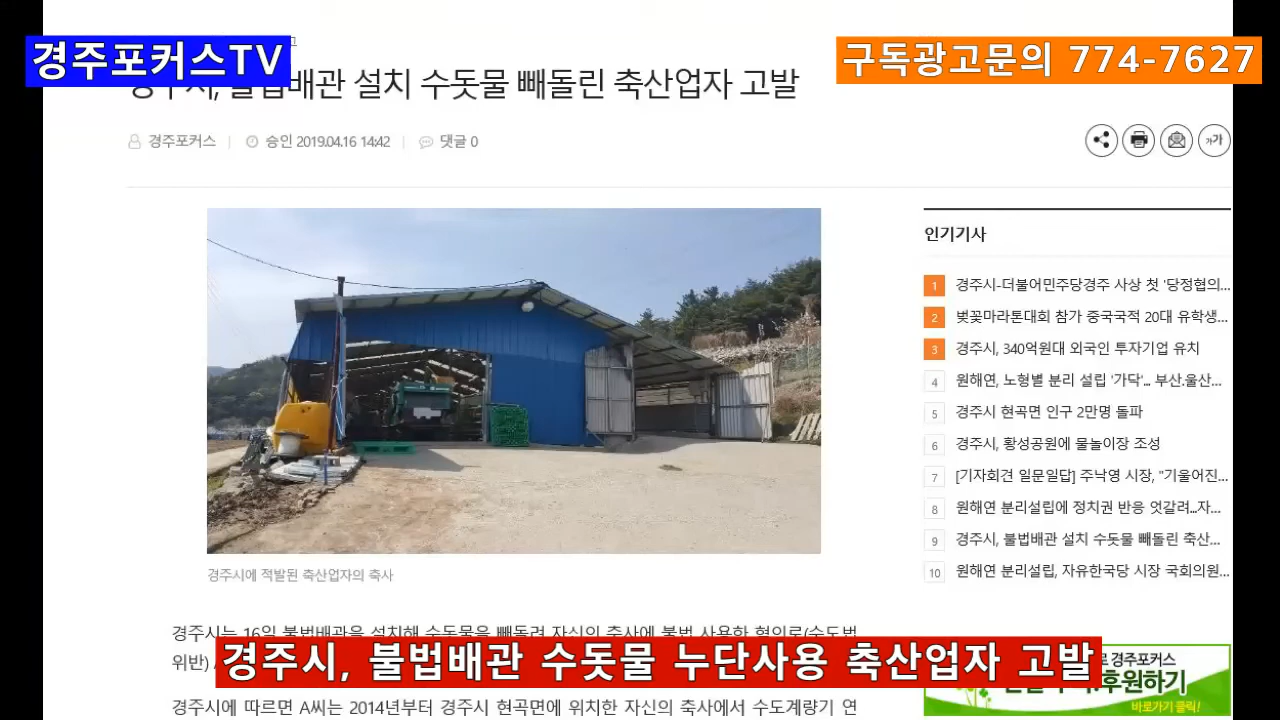 경주포커스TV
구독광고문의 774-7627
설치 수돗물 빼돌린 축산업자 고발
경주포커스 | 승인 2019.04.16 14:42 | 댓글 0
가가
인기기사
1 경주시-더불어민주당경주 사상 첫 '당정협의...
2 벚꽃마라톤대회 참가 중국국적 20대 유학생...
3 경주시, 340억원대 외국인 투자기업 유치
4 원해연, 노형별 분리 설립 '가닥'... 부산.울산...
5 경주시 현곡면 인구 2만명 돌파
6 경주시, 황성공원에 물놀이장 조성
7 [기자회견 일문일답] 주낙영 시장, "기울어진...
8 원해연 분리설립에 정치권 반응 엇갈려...자...
9 경주시, 불법배관 설치 수돗물 빼돌린 축산...
10 원해연 분리설립, 자유한국당 시장 국회의원...
경주시에 적발된 축산업자의 축사
경주시는 16일 불법배관을 설치해 수돗물을 빼돌려 자신의 축사에 불법 사용한 혐의로(수도법
위반)
경주시, 불법배관 수돗물 누단사용 축산업자 고발
경주시에 따르면 A씨는 2014년부터 경주시 현곡면에 위치한 자신의 축사에서 수도계량기 연
경주포커스
후원하기
바로가기 클릭!